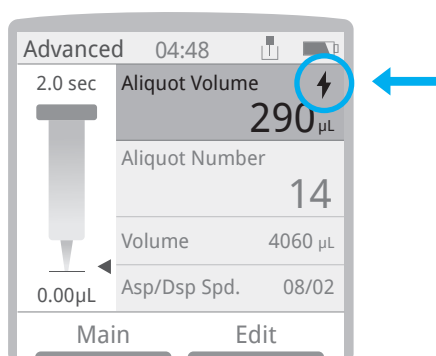 Advanced 04:48
2.0 sec
Aliquot Volume
290 µL
Aliquot Number
14
Volume 4060 µL
Asp/Dsp Spd. 08/02
0.00µL
Main Edit